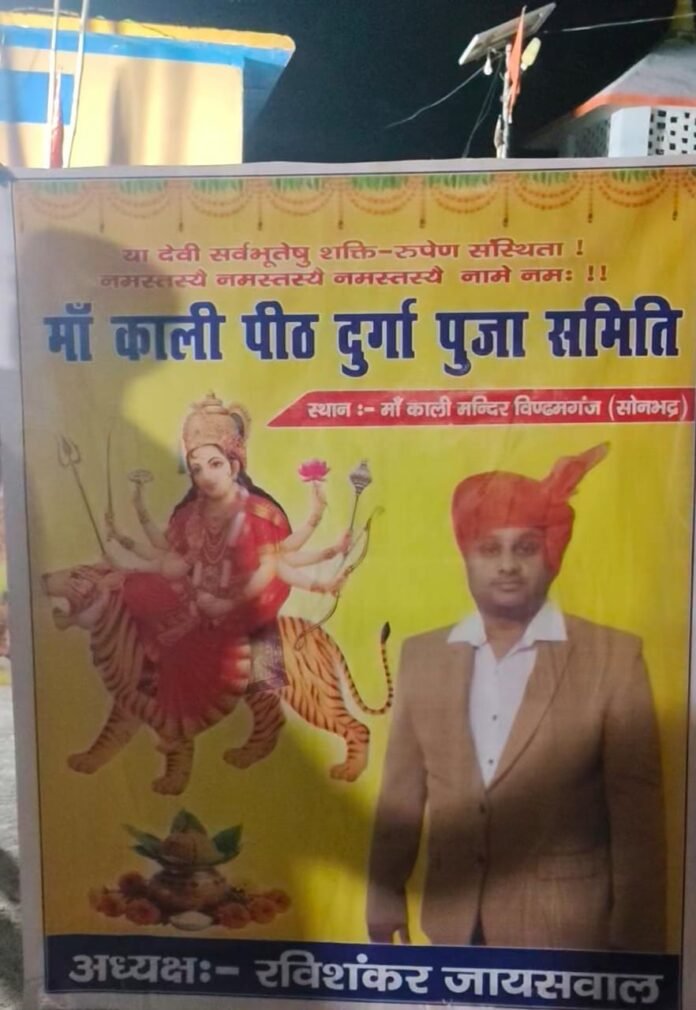 या देवी सर्वभूतेषु शक्ति-रुपेण संस्थिता !
नमस्तस्यै नमस्तस्यै नमस्तस्यै नामे नमः !!
माँ काली पीठ दुर्गा पुजा समिति
स्थान :- माँ काली मन्दिर विण्ढमगंज (सोनभद्र)
अध्यक्षः- रविशंकर जायसवाल